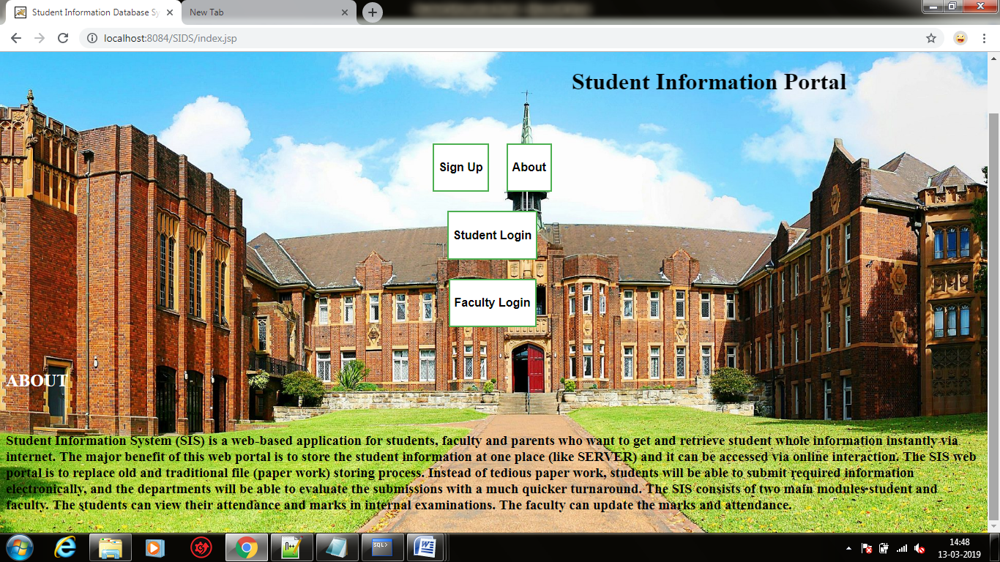 Student Information Database Sy
New Tab
localhost:8084/SIDS/index.jsp
Student Information Portal
Sign Up
About
Student Login
Faculty Login
ABOUT
Student Information System (SIS) is a web-based application for students, faculty and parents who want to get and retrieve student whole information instantly via
internet. The major benefit of this web portal is to store the student information at one place (like SERVER) and it can be accessed via online interaction. The SIS web
portal is to replace old and traditional file (paper work) storing process. Instead of tedious paper work, students will be able to submit required information
electronically, and the departments will be able to evaluate the submissions with a much quicker turnaround. The SIS consists of two main modules-student and
faculty. The students can view their attendance and marks in internal examinations. The faculty can update the marks and attendance.
n++
SQL>
14:48
13-03-2019